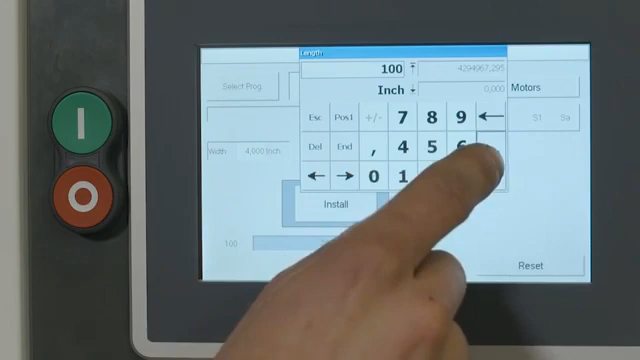 Length
100 4294967,295
Inch 0,000
Select Prog.
Motors
Esc Pos1 +/- 7 8 9 ←
S1 Sa
Del End , 4 5 6
Width 4,000 Inch
← → 0 1
Install
100
Reset